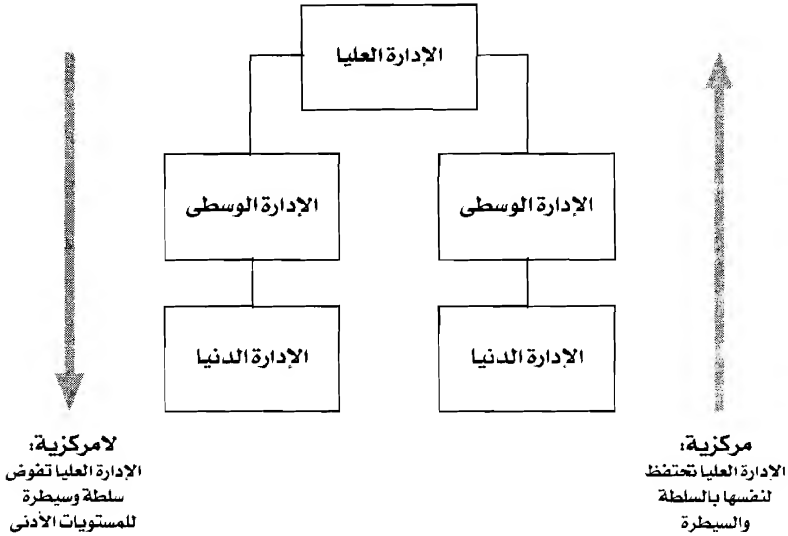 الإدارة العليا
الإدارة الوسطى
الإدارة الوسطى
الإدارة الدنيا
الإدارة الدنيا
مركزية:
الإدارة العليا تحتفظ
لنفسها بالسلطة
والسيطرة
لامركزية:
الإدارة العليا تفوض
سلطة وسيطرة
للمستويات الأدنى